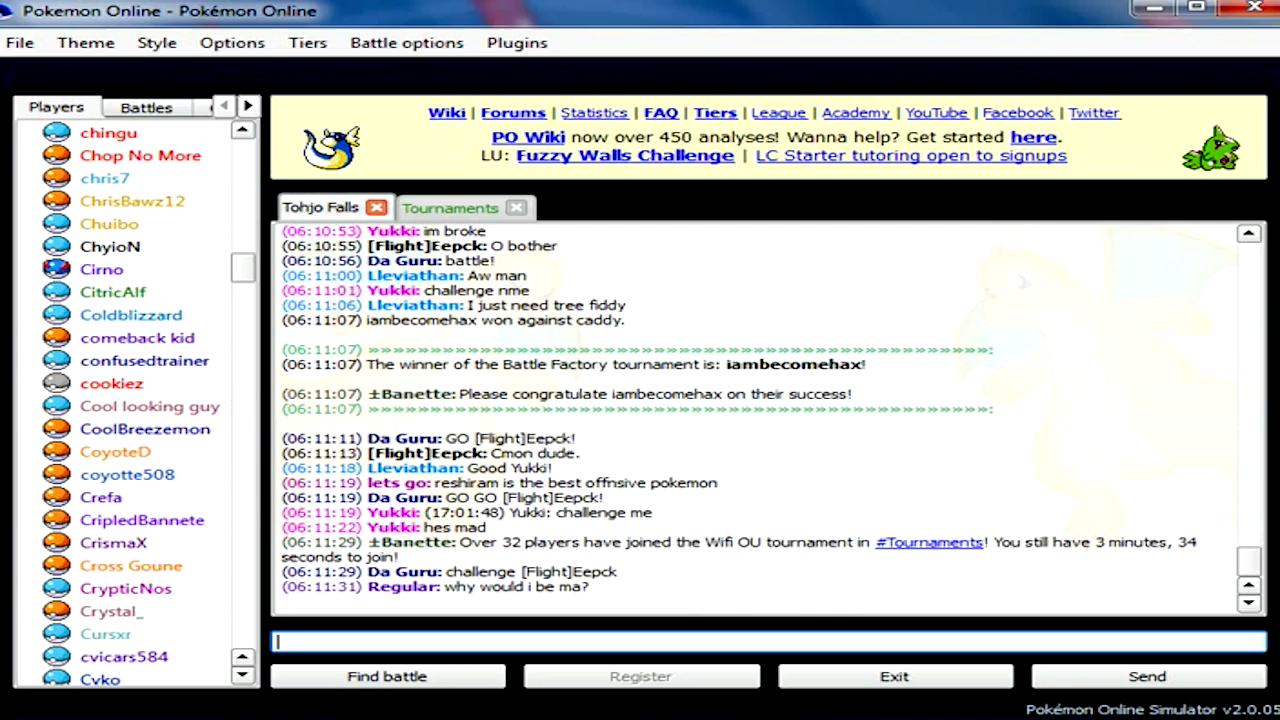 Pokemon Online - Pokémon Online
File Theme Style Options Tiers Battle options Plugins
Players Battles
chingu
Chop No More
chris7
ChrisBawz12
Chuibo
ChyioN
Cirno
CitricAlf
Coldblizzard
comeback kid
confusedtrainer
cookiez
Cool looking guy
CoolBreezemon
CoyoteD
coyotte508
Crefa
CripledBannete
CrismaX
Cross Goune
CrypticNos
Crystal_
Cursxr
cvicars584
Cvko
Wiki | Forums | Statistics | FAQ | Tiers | League | Academy | YouTube | Facebook | Twitter
PO Wiki now over 450 analyses! Wanna help? Get started here.
LU: Fuzzy Walls Challenge | LC Starter tutoring open to signups
Tohjo Falls Tournaments
(06:10:53) Yukki: im broke
(06:10:55) [Flight]Eepck: O bother
(06:10:56) Da Guru: battle!
(06:11:00) Lleviathan: Aw man
(06:11:01) Yukki: challenge nme
(06:11:06) Lleviathan: I just need tree fiddy
(06:11:07) iambecomehax won against caddy.
(06:11:07) »»»»»»»»»»»»»»»»»»»»»»»»»»»»»»»»»»»»»»»»»»»»»»»»»»»»»»»»»:
(06:11:07) The winner of the Battle Factory tournament is: iambecomehax!
(06:11:07) ±Banette: Please congratulate iambecomehax on their success!
(06:11:07) »»»»»»»»»»»»»»»»»»»»»»»»»»»»»»»»»»»»»»»»»»»»»»»»»»»»»»»»»:
(06:11:11) Da Guru: GO [Flight]Eepck!
(06:11:13) [Flight]Eepck: Cmon dude.
(06:11:18) Lleviathan: Good Yukki!
(06:11:19) lets go: reshiram is the best offnsive pokemon
(06:11:19) Da Guru: GO GO [Flight]Eepck!
(06:11:19) Yukki: (17:01:48) Yukki: challenge me
(06:11:22) Yukki: hes mad
(06:11:29) ±Banette: Over 32 players have joined the Wifi OU tournament in #Tournaments! You still have 3 minutes, 34
seconds to join!
(06:11:29) Da Guru: challenge [Flight]Eepck
(06:11:31) Regular: why would i be ma?
Find battle Register Exit Send
Pokémon Online Simulator v2.0.05